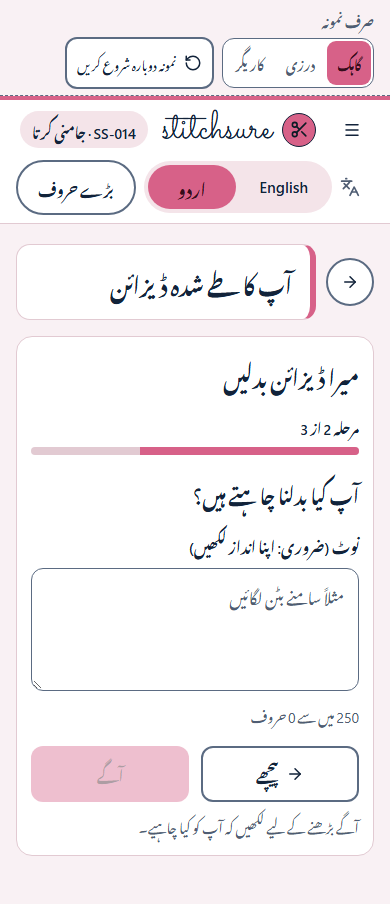 صرف نمونہ
گاہک
درزی
کاریگر
نمونہ دوبارہ شروع کریں
stitchsure
SS-014 · جامنی کرتا
English
اردو
بڑے حروف
آپ کا طے شدہ ڈیزائن
میرا ڈیزائن بدلیں
مرحلہ 2 از 3
آپ کیا بدلنا چاہتے ہیں؟
نوٹ (ضروری: اپنا انداز لکھیں)
مثلاً سامنے بٹن لگائیں
250 میں سے 0 حروف
پیچھے
آگے
آگے بڑھنے کے لیے لکھیں کہ آپ کو کیا چاہیے۔